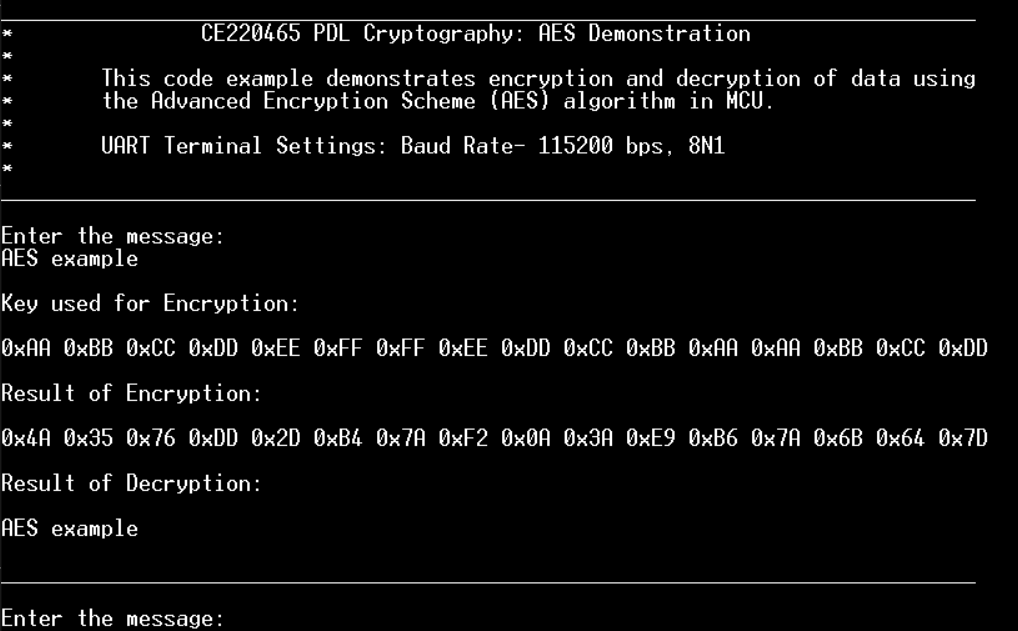 * CE220465 PDL Cryptography: AES Demonstration
*
* This code example demonstrates encryption and decryption of data using
* the Advanced Encryption Scheme (AES) algorithm in MCU.
*
* UART Terminal Settings: Baud Rate- 115200 bps, 8N1
*
Enter the message:
AES example
Key used for Encryption:
0xAA 0xBB 0xCC 0xDD 0xEE 0xFF 0xFF 0xEE 0xDD 0xCC 0xBB 0xAA 0xAA 0xBB 0xCC 0xDD
Result of Encryption:
0x4A 0x35 0x76 0xDD 0x2D 0xB4 0x7A 0xF2 0x0A 0x3A 0xE9 0xB6 0x7A 0x6B 0x64 0x7D
Result of Decryption:
AES example
Enter the message: